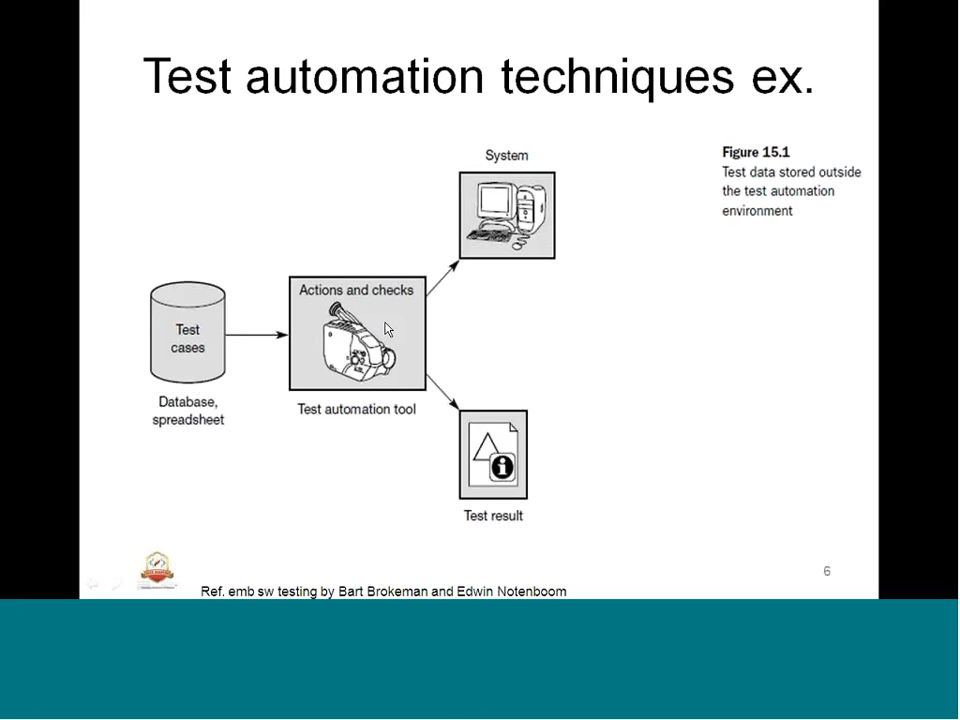 Test automation techniques ex.
System
Figure 15.1
Test data stored outside
the test automation
environment
Actions and checks
Test
cases
Database,
spreadsheet
Test automation tool
Test result
6
Ref. emb sw testing by Bart Brokeman and Edwin Notenboom